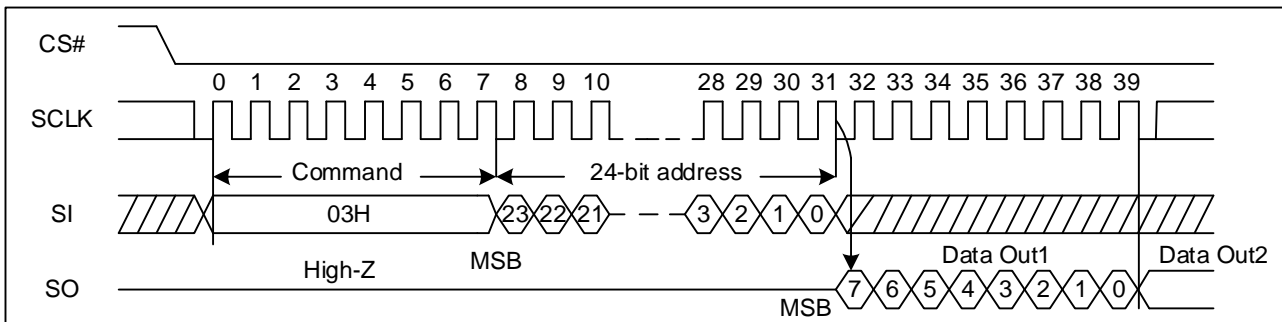 CS#
0 1 2 3 4 5 6 7 8 9 10 28 29 30 31 32 33 34 35 36 37 38 39
SCLK
Command 24-bit address
SI 03H 23 22 21 3 2 1 0
High-Z MSB Data Out1 Data Out2
SO MSB 7 6 5 4 3 2 1 0